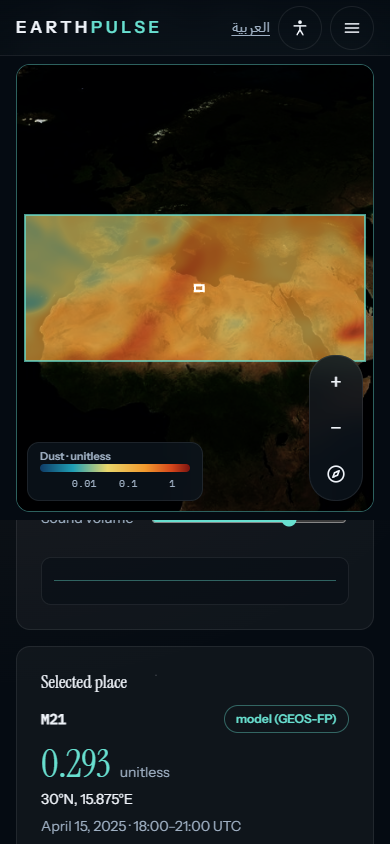 EARTHPULSE
العربية
+
−
Dust·unitless
0.01 0.1 1
Sound volume
Selected place
M21
model (GEOS-FP)
0.293 unitless
30°N, 15.875°E
April 15, 2025·18:00–21:00 UTC